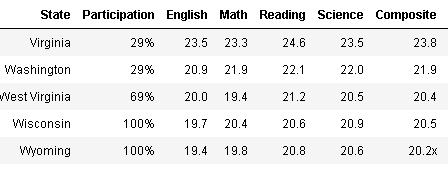 State Participation English Math Reading Science Composite
Virginia 29% 23.5 23.3 24.6 23.5 23.8
Washington 29% 20.9 21.9 22.1 22.0 21.9
West Virginia 69% 20.0 19.4 21.2 20.5 20.4
Wisconsin 100% 19.7 20.4 20.6 20.9 20.5
Wyoming 100% 19.4 19.8 20.8 20.6 20.2x